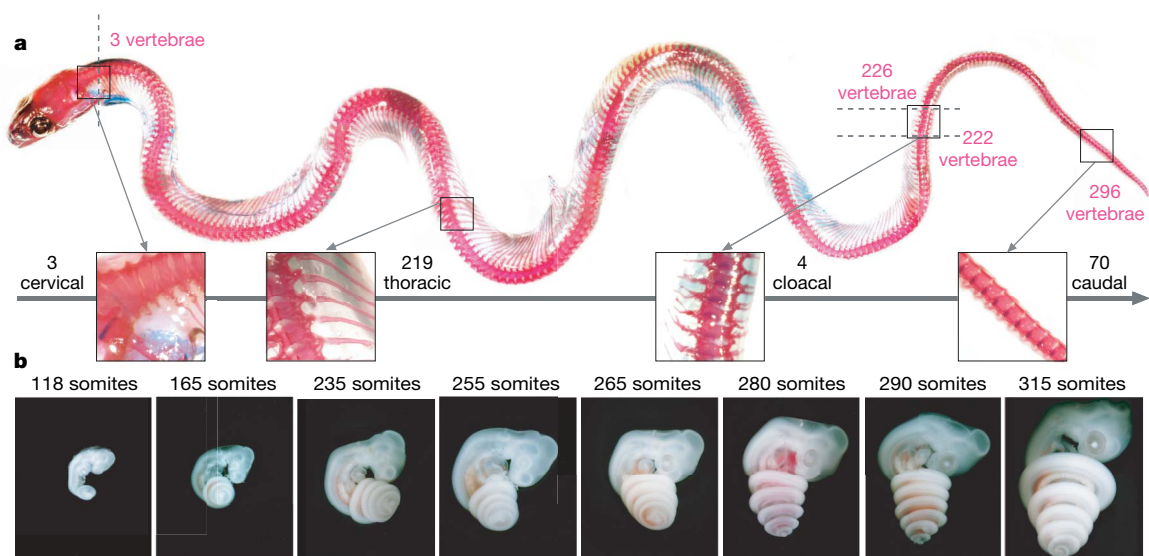 a
3 vertebrae
226
vertebrae
222
vertebrae
296
vertebrae
3
cervical
219
thoracic
4
cloacal
70
caudal
b
118 somites
165 somites
235 somites
255 somites
265 somites
280 somites
290 somites
315 somites